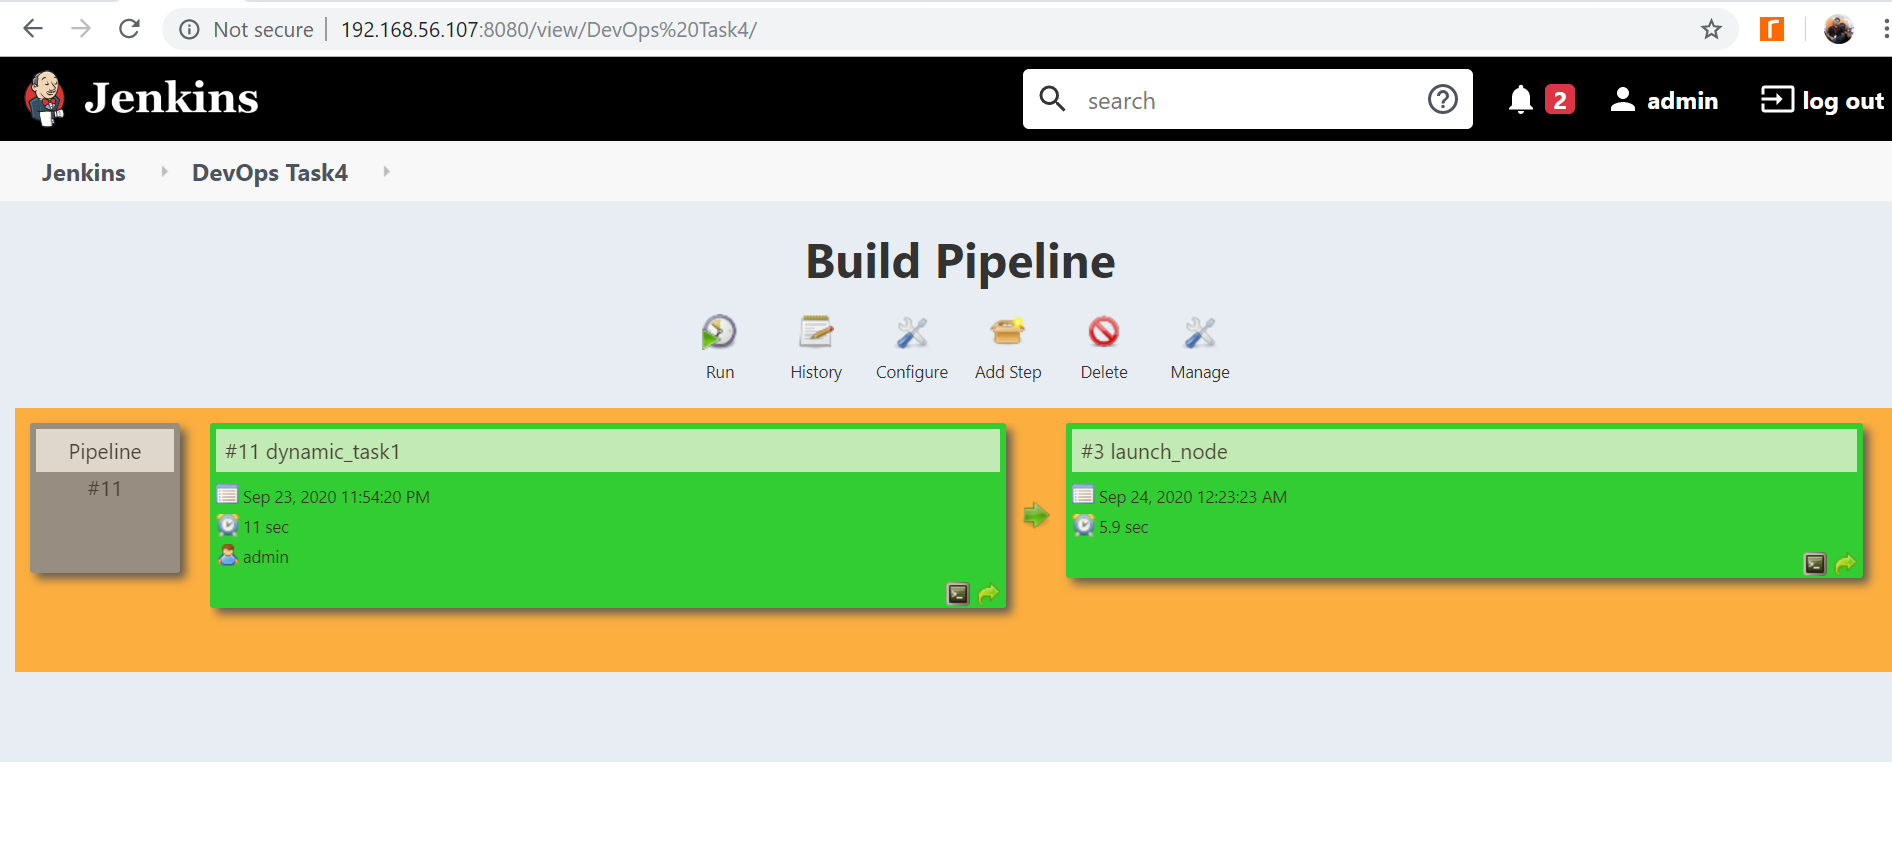 Not secure | 192.168.56.107:8080/view/DevOps%20Task4/
Jenkins
search
2
admin
log out
Jenkins
DevOps Task4
Build Pipeline
Run
History
Configure
Add Step
Delete
Manage
Pipeline
#11
#11 dynamic_task1
Sep 23, 2020 11:54:20 PM
11 sec
admin
#3 launch_node
Sep 24, 2020 12:23:23 AM
5.9 sec